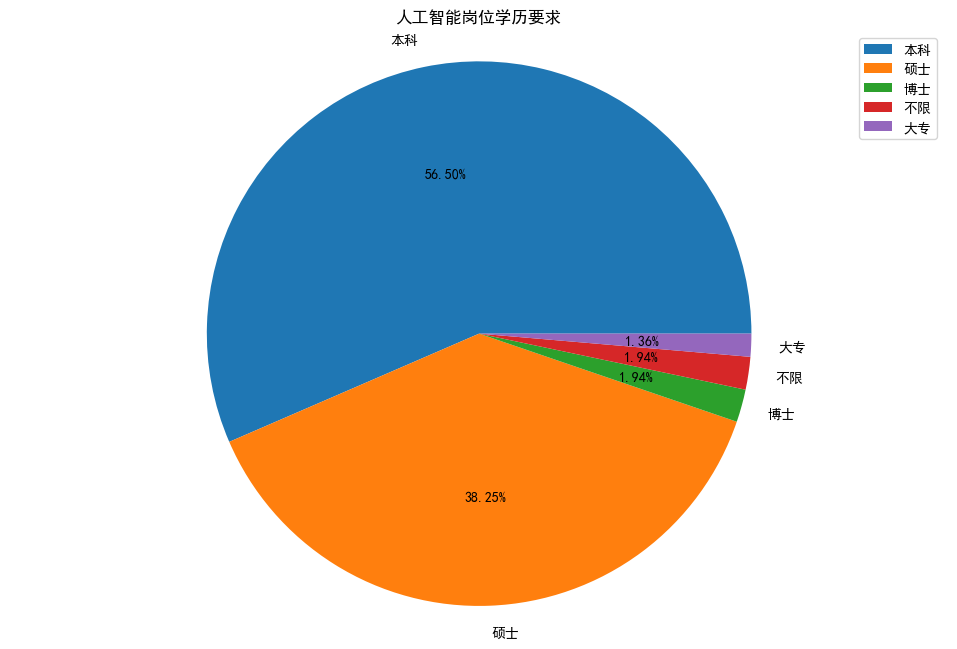 人工智能岗位学历要求
本科
56.50%
38.25%
硕士
1.94%
博士
1.94%
不限
1.36%
大专
本科
硕士
博士
不限
大专